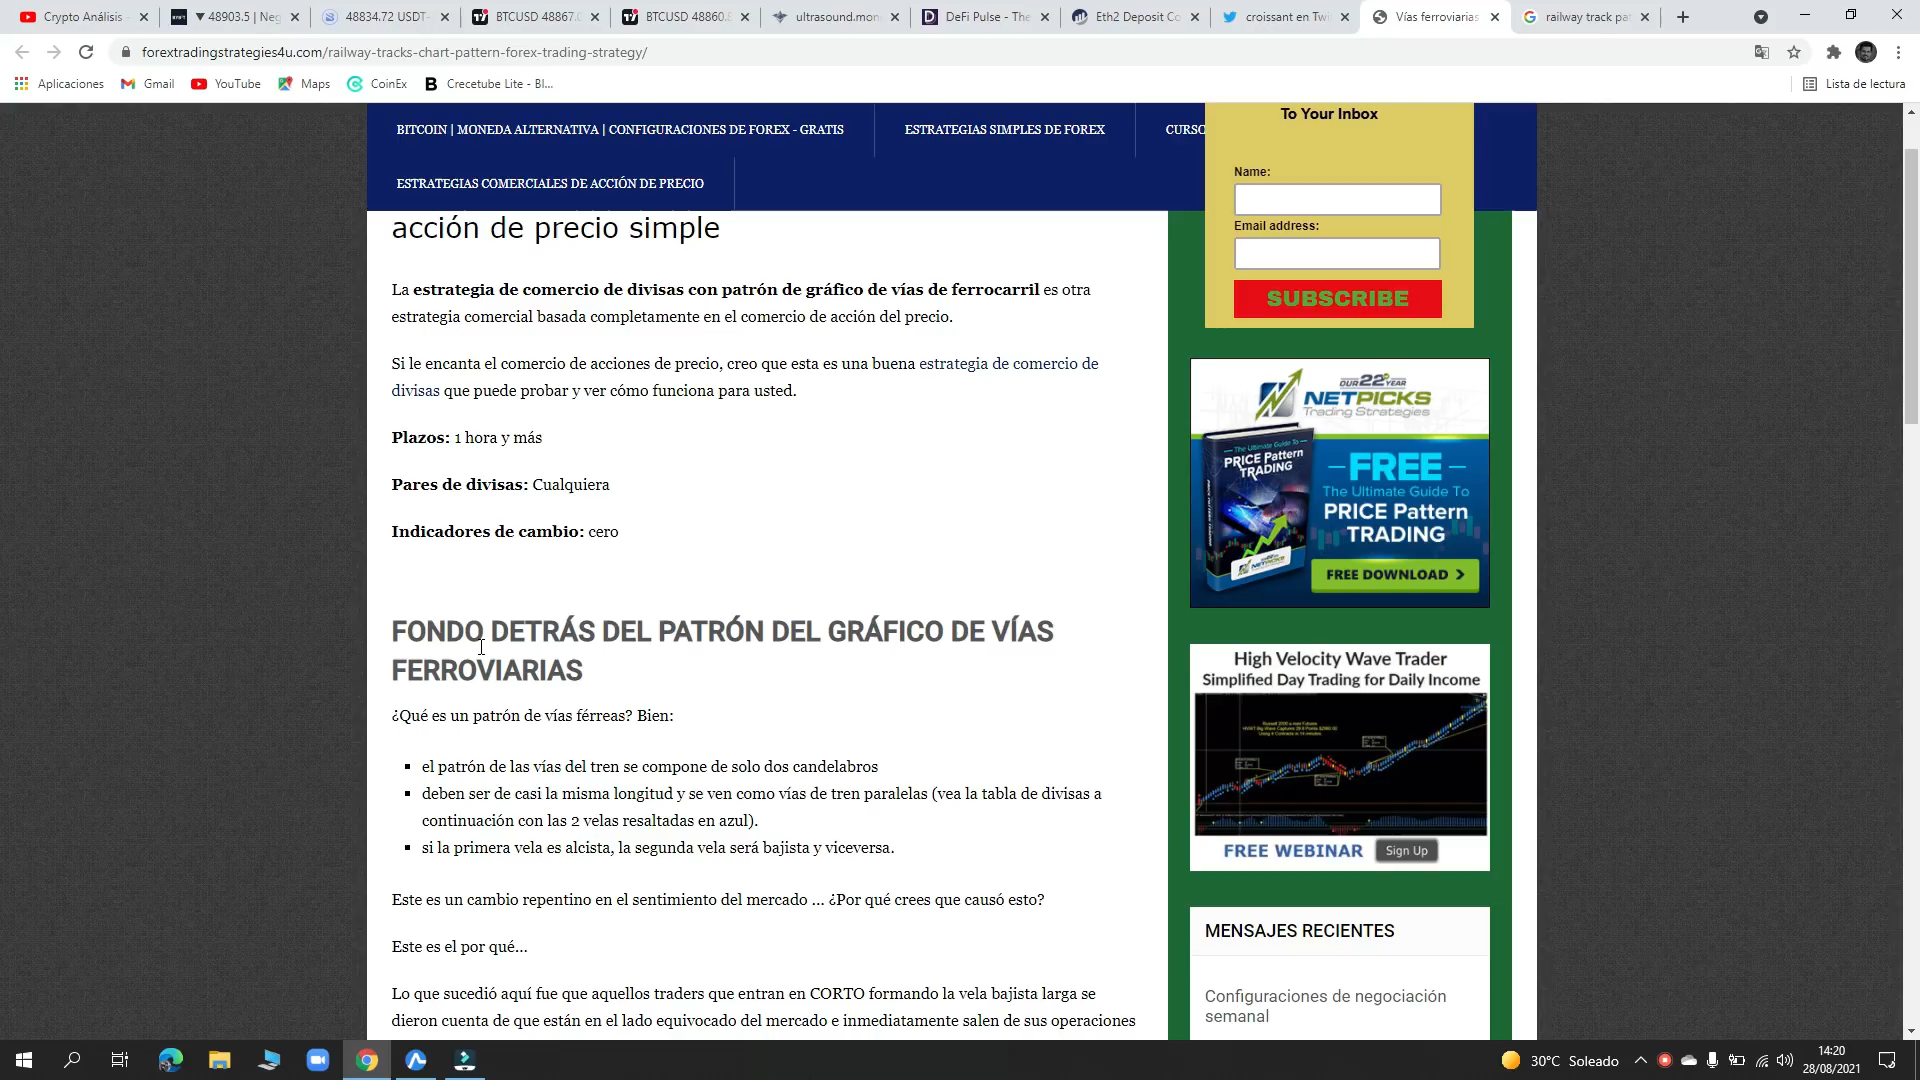 Crypto Análisis
▼ 48903.5 | Neg
48834.72 USDT
BTCUSD 48867.
BTCUSD 48860.
ultrasound.mon
DeFi Pulse - The
Eth2 Deposit Co
croissant en Twi
Vías ferroviarias
railway track pat
forextradingstrategies4u.com/railway-tracks-chart-pattern-forex-trading-strategy/
Aplicaciones
Gmail
YouTube
Maps
CoinEx
Crecetube Lite - Bl...
Lista de lectura
BITCOIN | MONEDA ALTERNATIVA | CONFIGURACIONES DE FOREX - GRATIS
ESTRATEGIAS SIMPLES DE FOREX
CURSO
ESTRATEGIAS COMERCIALES DE ACCIÓN DE PRECIO
acción de precio simple
La estrategia de comercio de divisas con patrón de gráfico de vías de ferrocarril es otra
estrategia comercial basada completamente en el comercio de acción del precio.
Si le encanta el comercio de acciones de precio, creo que esta es una buena estrategia de comercio de
divisas que puede probar y ver cómo funciona para usted.
Plazos: 1 hora y más
Pares de divisas: Cualquiera
Indicadores de cambio: cero
FONDO DETRÁS DEL PATRÓN DEL GRÁFICO DE VÍAS
FERROVIARIAS
¿Qué es un patrón de vías férreas? Bien:
el patrón de las vías del tren se compone de solo dos candelabros
deben ser de casi la misma longitud y se ven como vías de tren paralelas (vea la tabla de divisas a
continuación con las 2 velas resaltadas en azul).
si la primera vela es alcista, la segunda vela será bajista y viceversa.
Este es un cambio repentino en el sentimiento del mercado ... ¿Por qué crees que causó esto?
Este es el por qué...
Lo que sucedió aquí fue que aquellos traders que entran en CORTO formando la vela bajista larga se
dieron cuenta de que están en el lado equivocado del mercado e inmediatamente salen de sus operaciones
To Your Inbox
Name:
Email address:
SUBSCRIBE
OUR 22nd YEAR
NETPICKS
Trading Strategies
The Ultimate Guide To
PRICE Pattern
TRADING
NETPICKS
FREE
The Ultimate Guide To
PRICE Pattern
TRADING
FREE DOWNLOAD >
High Velocity Wave Trader
Simplified Day Trading for Daily Income
FREE WEBINAR
Sign Up
MENSAJES RECIENTES
Configuraciones de negociación
semanal
30°C Soleado
14:20
28/08/2021